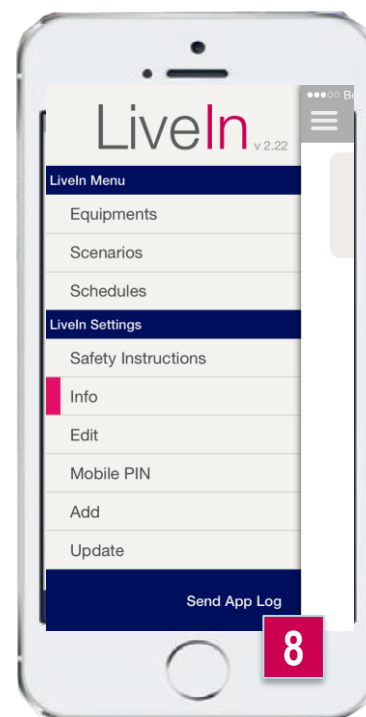 LiveIn v 2.22
LiveIn Menu
Equipments
Scenarios
Schedules
LiveIn Settings
Safety Instructions
Info
Edit
Mobile PIN
Add
Update
Send App Log
8